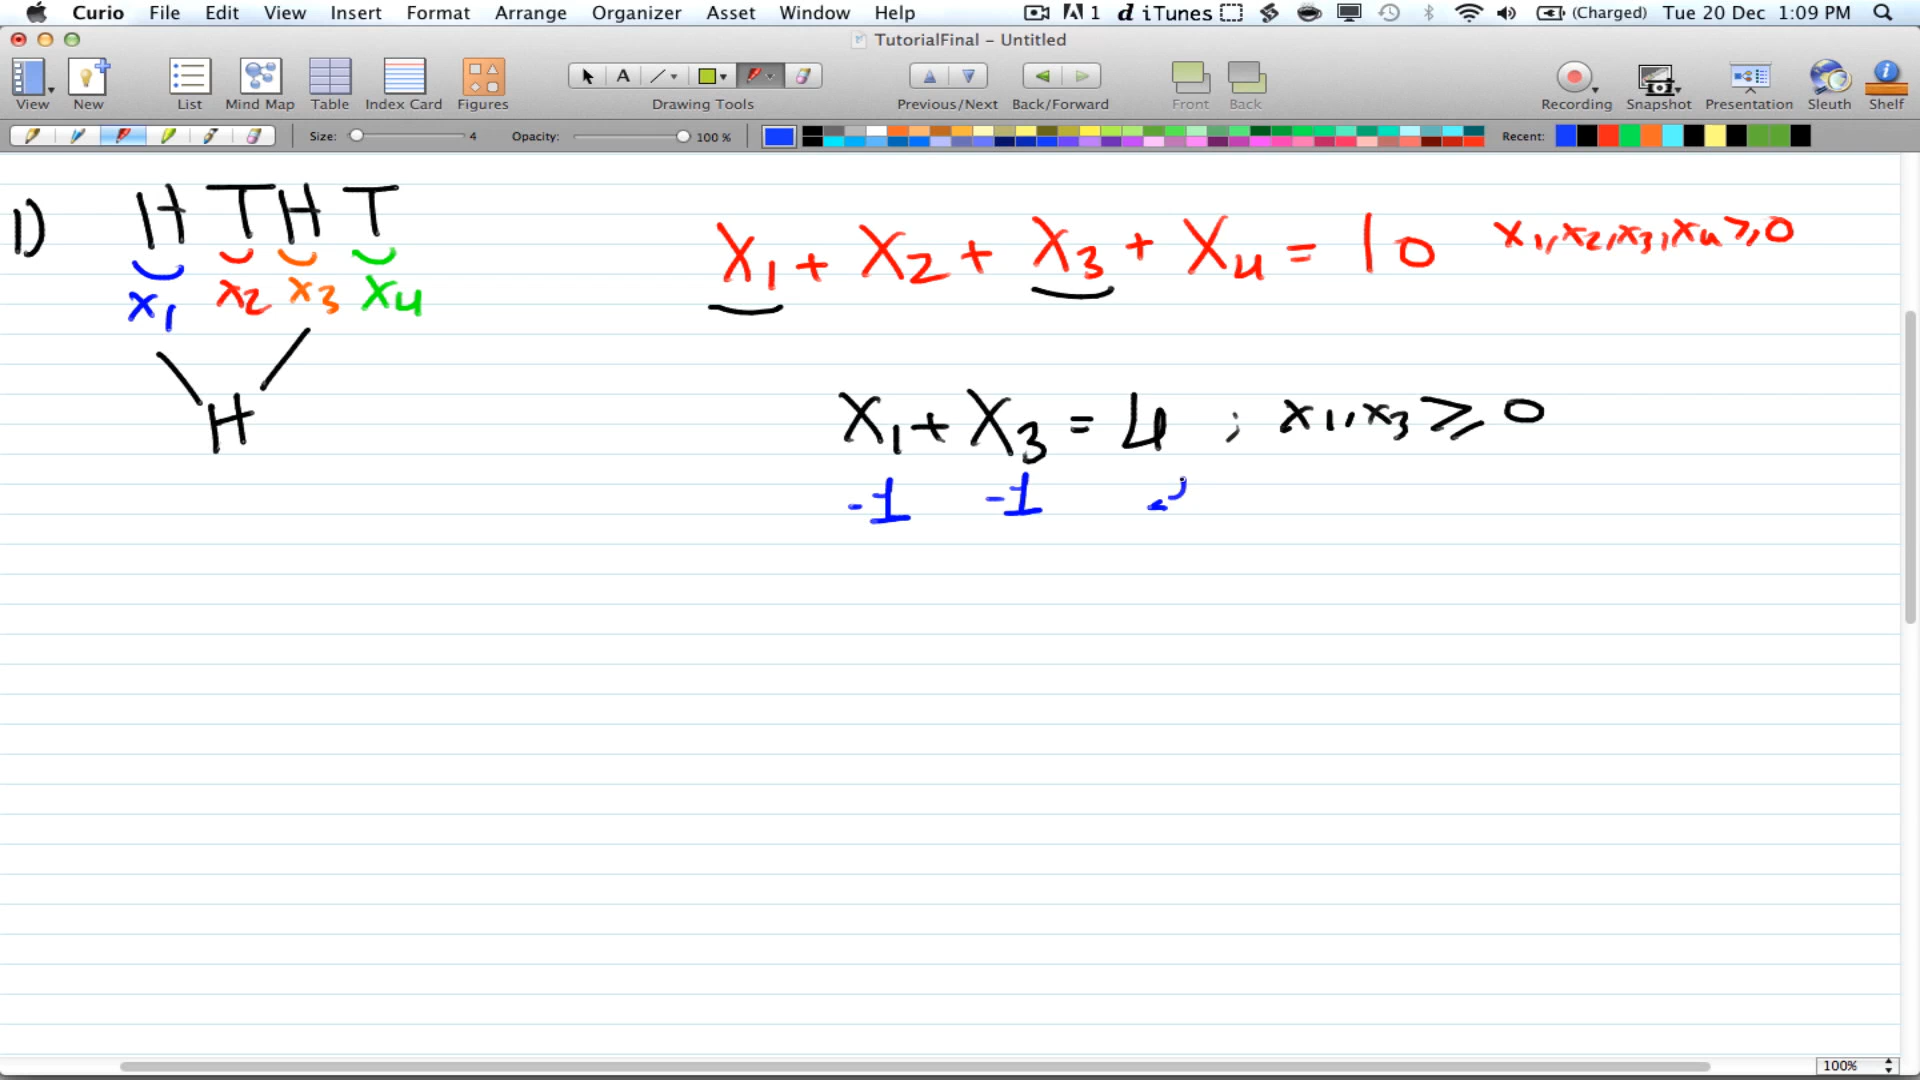 Curio File Edit View Insert Format Arrange Organizer Asset Window Help 1 d iTunes (Charged) Tue 20 Dec 1:09 PM
TutorialFinal – Untitled
View New List Mind Map Table Index Card Figures Drawing Tools Previous/Next Back/Forward Front Back Recording Snapshot Presentation Sleuth Shelf
Size: 4 Opacity: 100 % Recent:
1) H T H T
x1 x2 x3 x4
H
x1 + x2 + x3 + x4 = 10 x1, x2, x3, x4 ≥ 0
x1 + x3 = 4 ; x1, x3 ≥ 0
-1 -1
100%